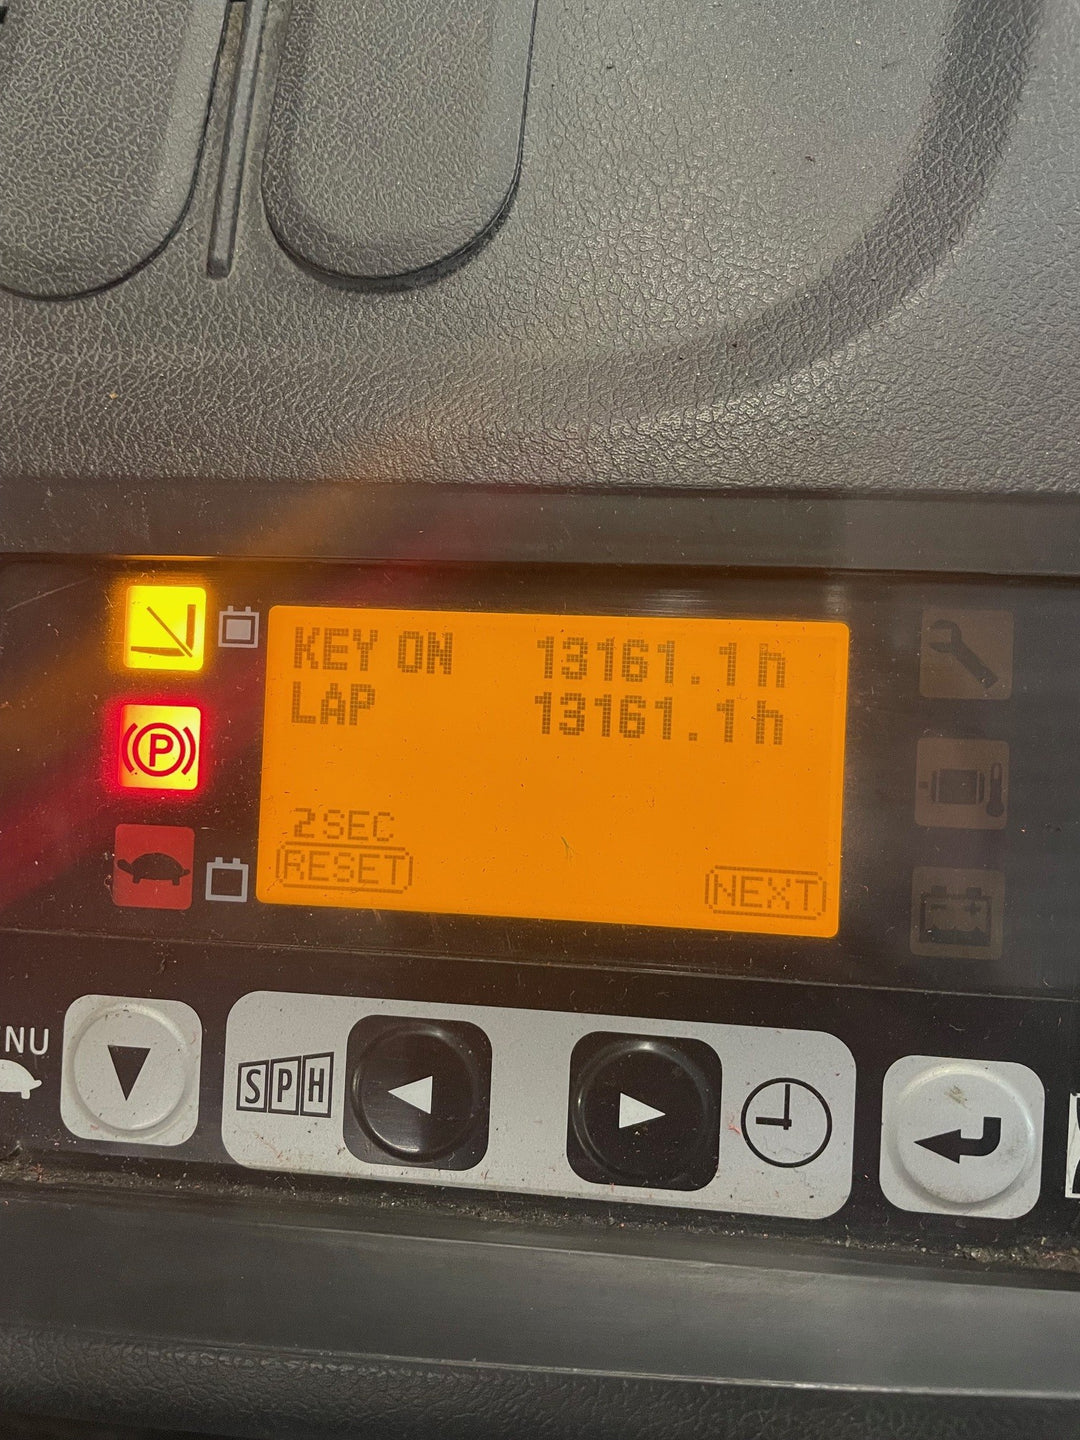 KEY ON 13161.1h
LAP 13161.1h
P
2SEC
RESET
NEXT
NU
SPH